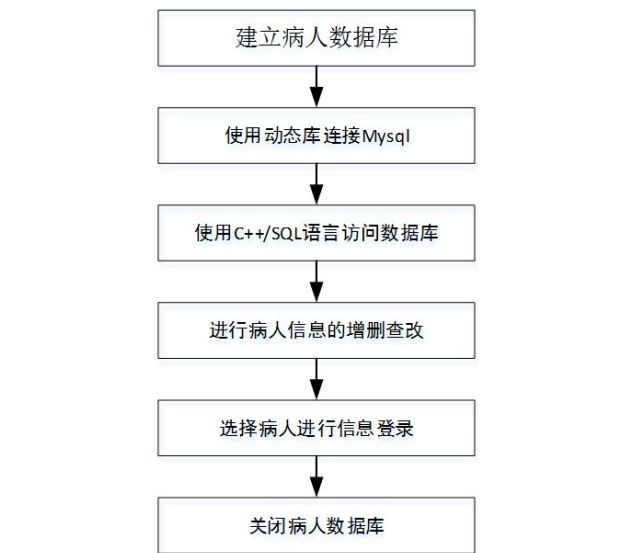 建立病人数据库
使用动态库连接Mysql
使用C++/SQL语言访问数据库
进行病人信息的增删查改
选择病人进行信息登录
关闭病人数据库